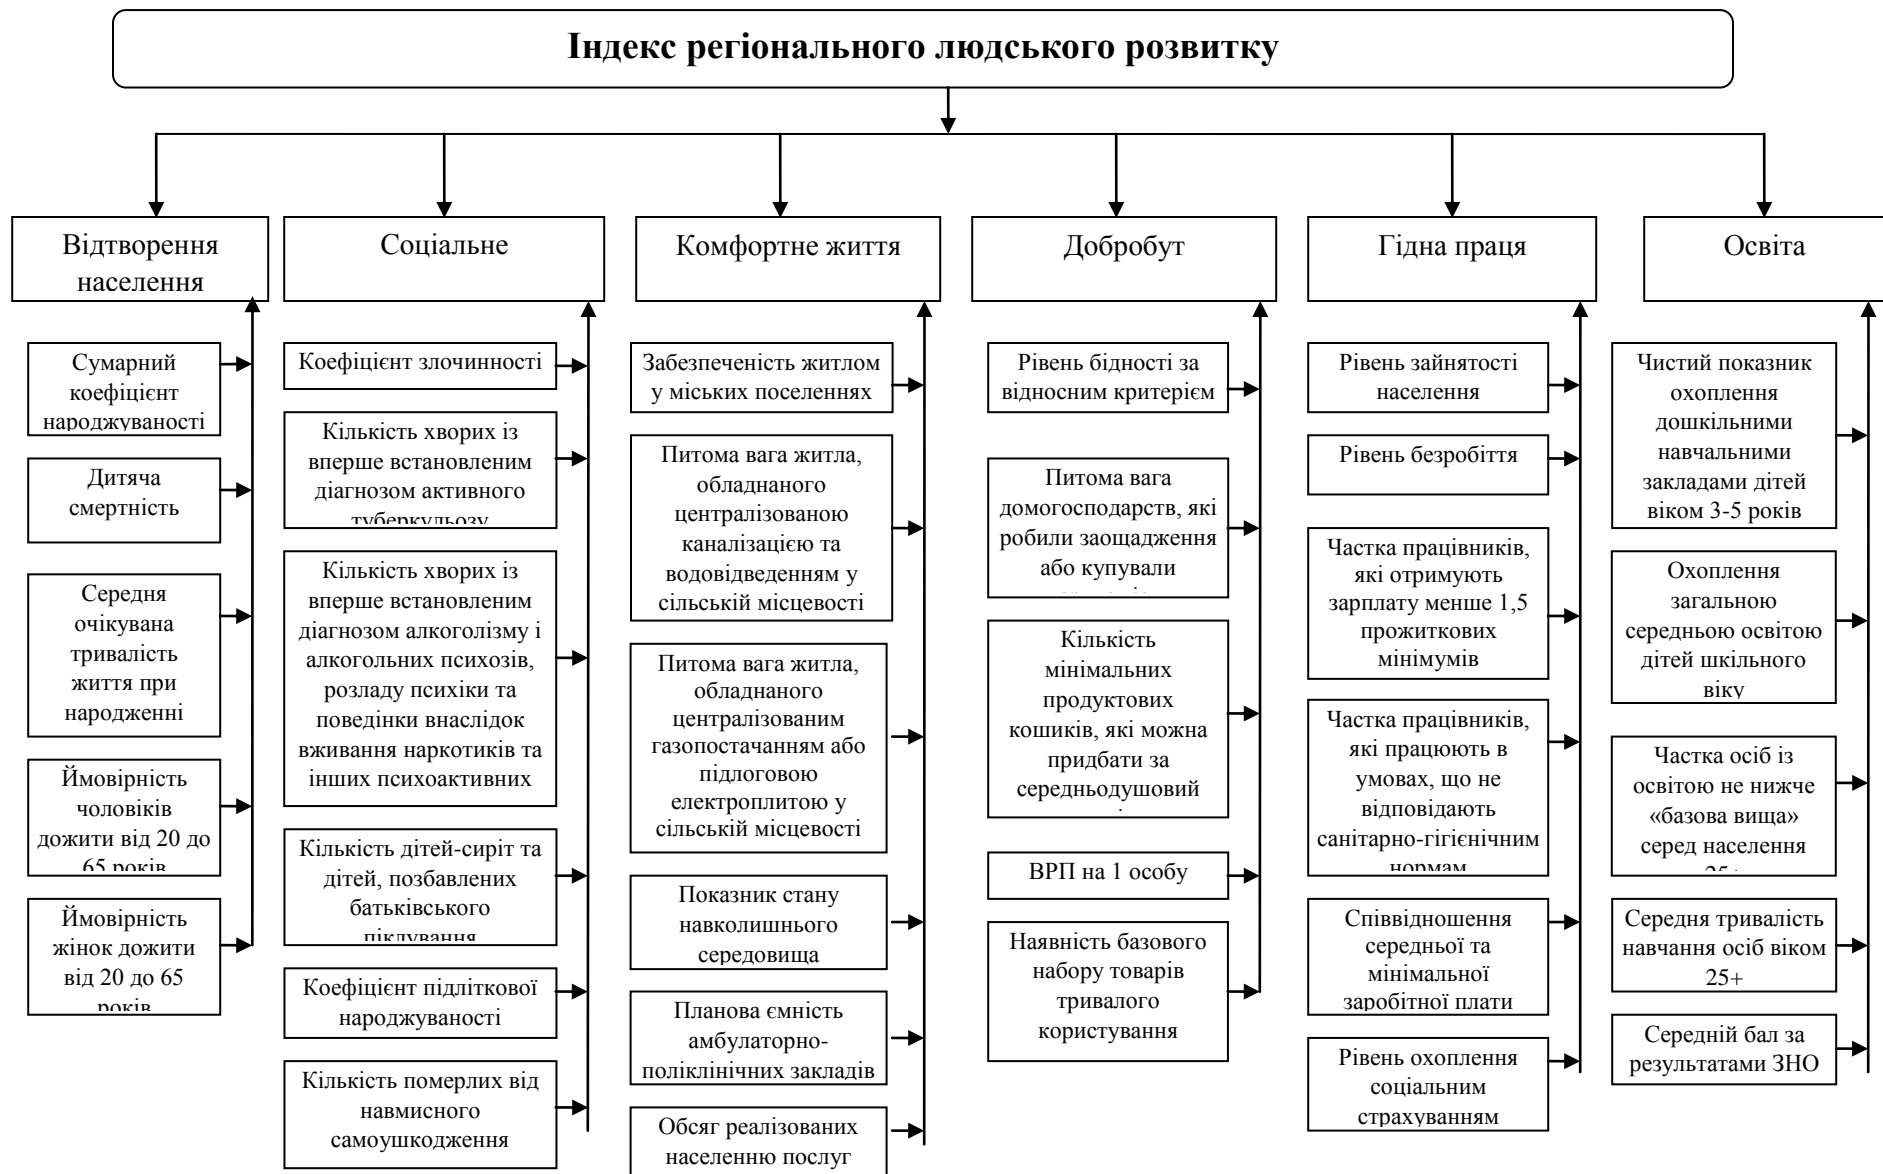 Індекс регіонального людського розвитку
Відтворення
населення
Сумарний
коефіцієнт
народжуваності
Дитяча
смертність
Середня
очікувана
тривалість
життя при
народженні
Ймовірність
чоловіків
дожити від 20 до
65 років
Ймовірність
жінок дожити
від 20 до 65
років
Соціальне
Коефіцієнт злочинності
Кількість хворих із
вперше встановленим
діагнозом активного
туберкульозу
Кількість хворих із
вперше встановленим
діагнозом алкоголізму і
алкогольних психозів,
розладу психіки та
поведінки внаслідок
вживання наркотиків та
інших психоактивних
Кількість дітей-сиріт та
дітей, позбавлених
батьківського
піклування
Коефіцієнт підліткової
народжуваності
Кількість померлих від
навмисного
самоушкодження
Комфортне життя
Забезпеченість житлом
у міських поселеннях
Питома вага житла,
обладнаного
централізованою
каналізацією та
водовідведенням у
сільській місцевості
Питома вага житла,
обладнаного
централізованим
газопостачанням або
підлоговою
електроплитою у
сільській місцевості
Показник стану
навколишнього
середовища
Планова ємність
амбулаторно-
поліклінічних закладів
Обсяг реалізованих
населенню послуг
Добробут
Рівень бідності за
відносним критерієм
Питома вага
домогосподарств, які
робили заощадження
або купували
Кількість
мінімальних
продуктових
кошиків, які можна
придбати за
середньодушовий
ВРП на 1 особу
Наявність базового
набору товарів
тривалого
користування
Гідна праця
Рівень зайнятості
населення
Рівень безробіття
Частка працівників,
які отримують
зарплату менше 1,5
прожиткових
мінімумів
Частка працівників,
які працюють в
умовах, що не
відповідають
санітарно-гігієнічним
нормам
Співвідношення
середньої та
мінімальної
заробітної плати
Рівень охоплення
соціальним
страхуванням
Освіта
Чистий показник
охоплення
дошкільними
навчальними
закладами дітей
віком 3-5 років
Охоплення
загальною
середньою освітою
дітей шкільного
віку
Частка осіб із
освітою не нижче
«базова вища»
серед населення
25+
Середня тривалість
навчання осіб віком
25+
Середній бал за
результатами ЗНО